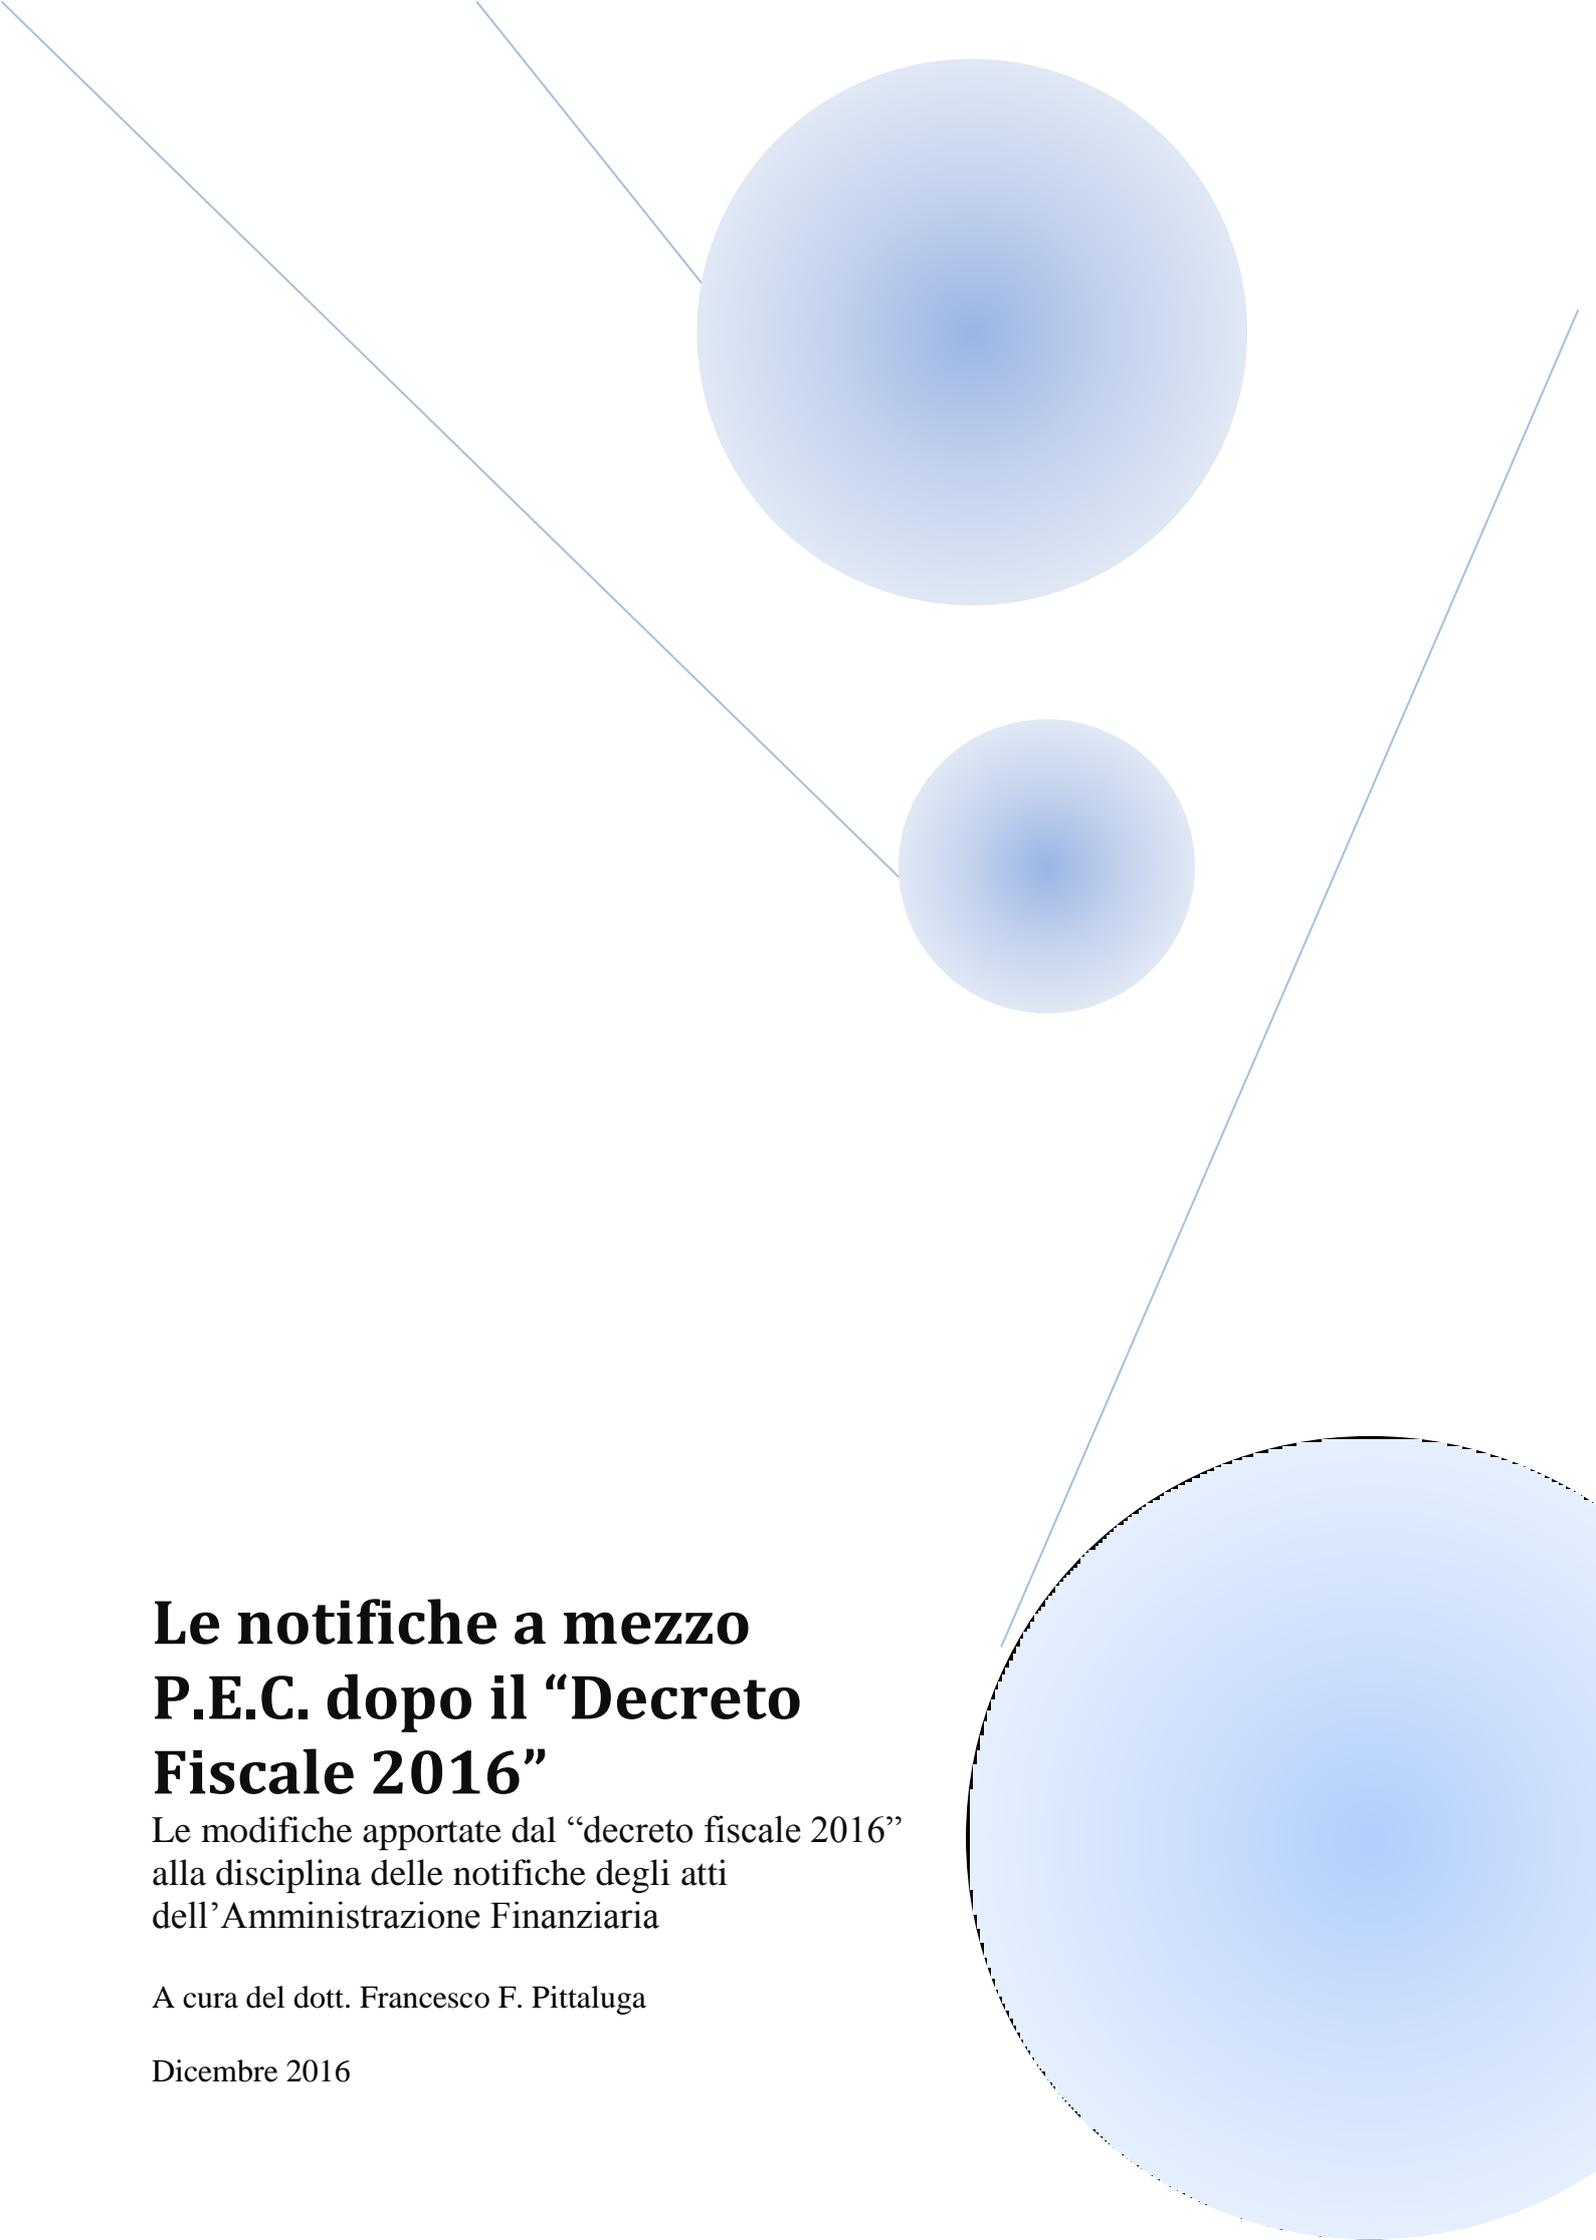 Le notifiche a mezzo
P.E.C. dopo il “Decreto
Fiscale 2016”
Le modifiche apportate dal “decreto fiscale 2016”
alla disciplina delle notifiche degli atti
dell’Amministrazione Finanziaria
A cura del dott. Francesco F. Pittaluga
Dicembre 2016